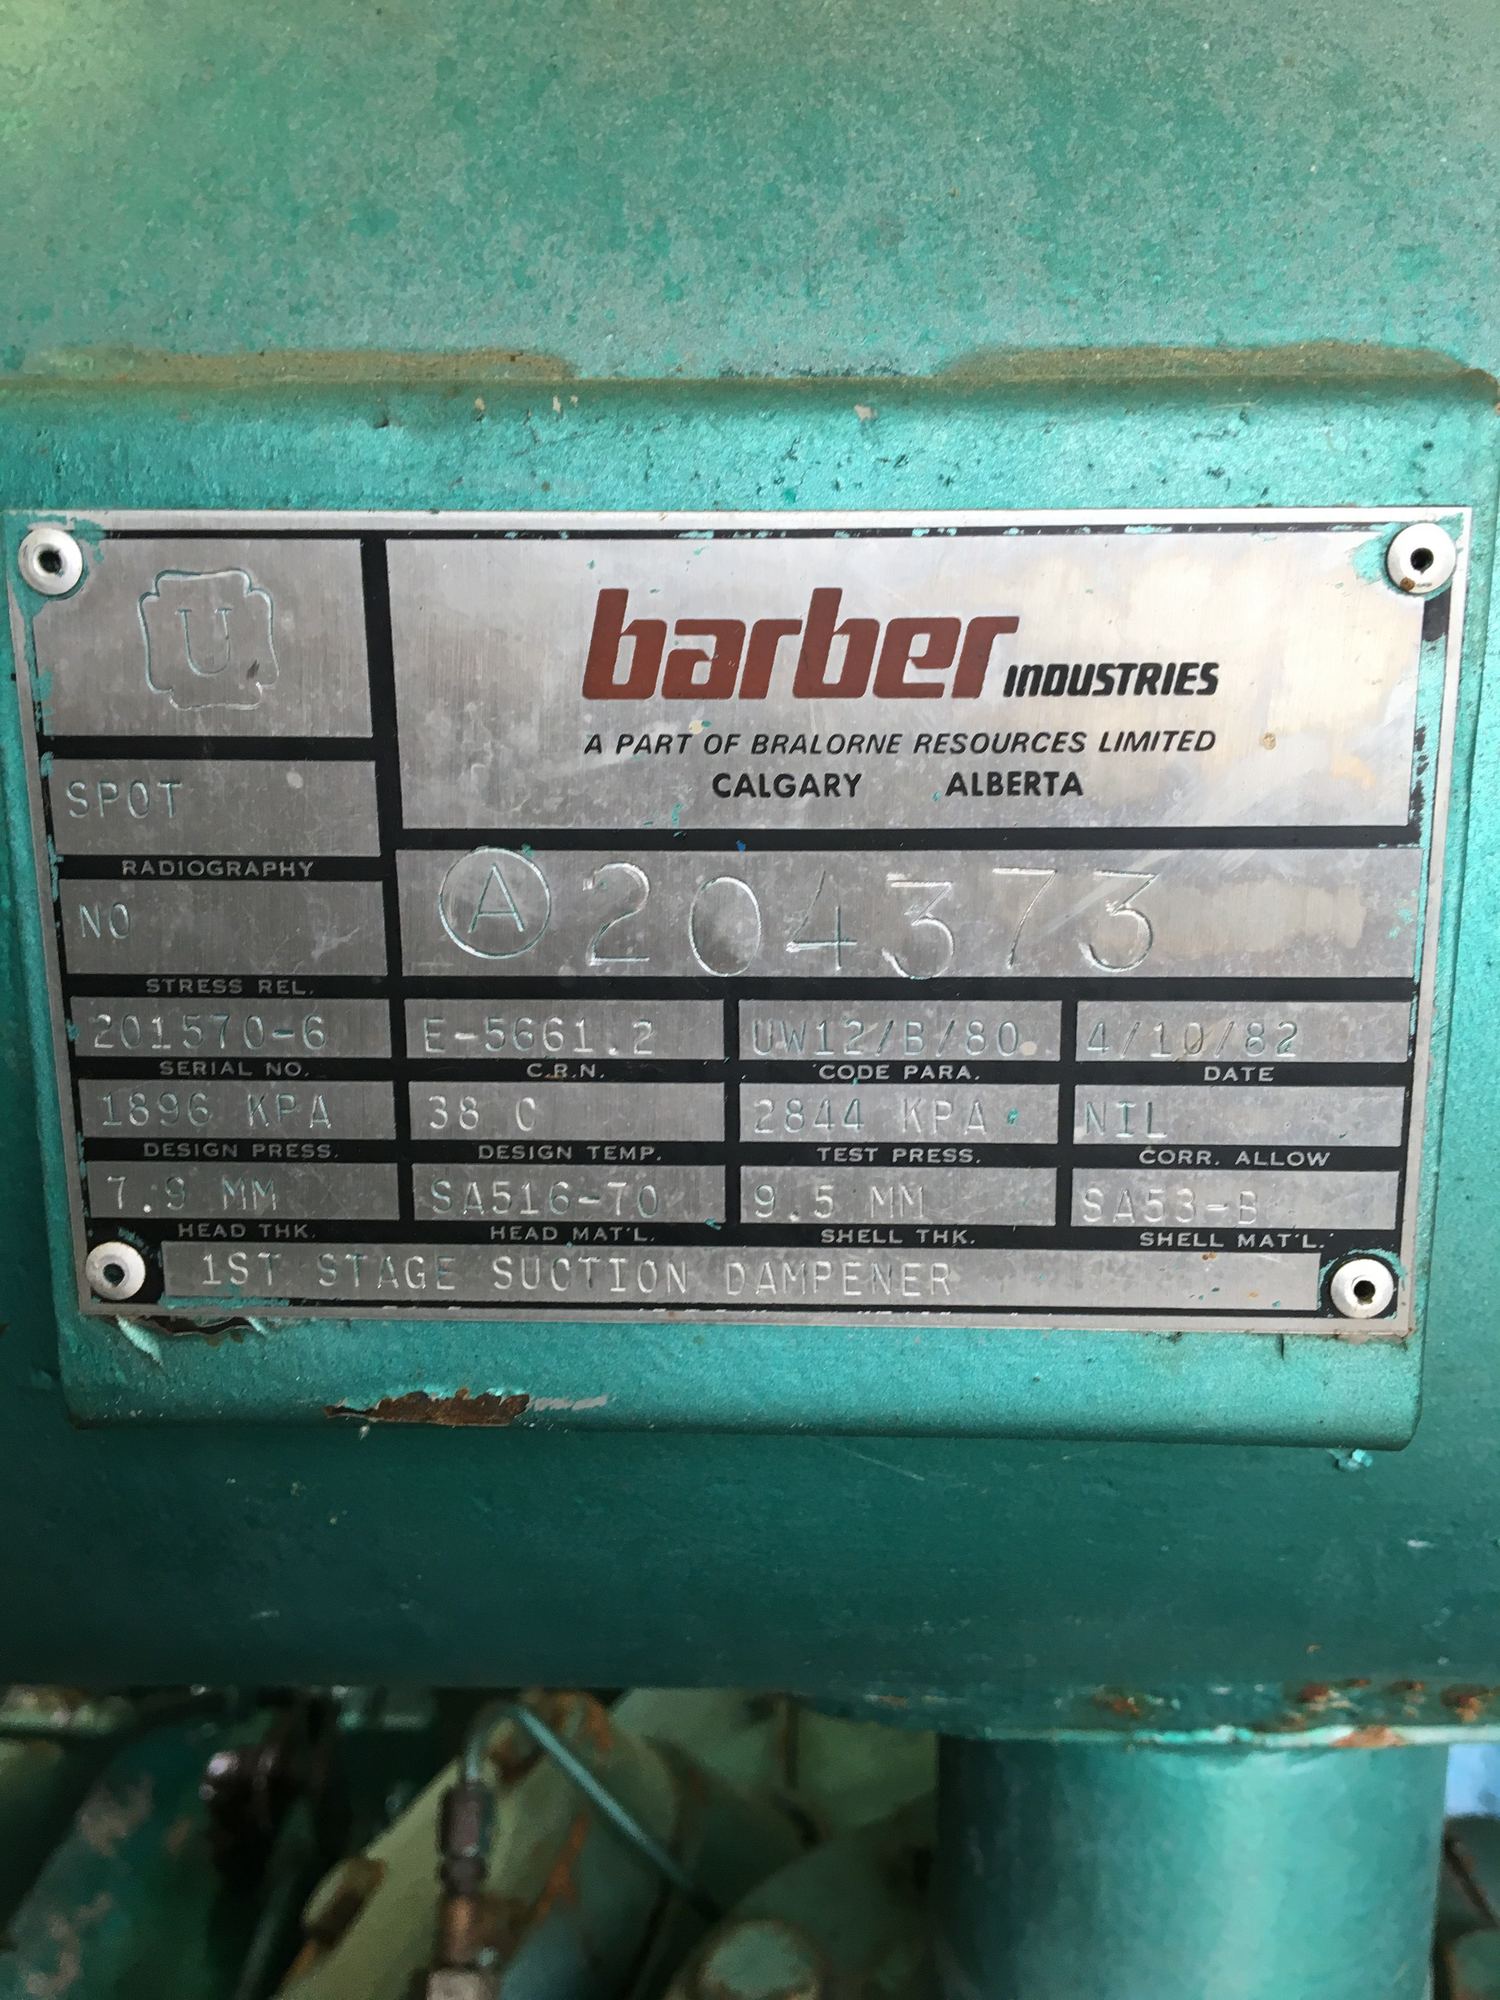 U
barber INDUSTRIES
A PART OF BRALORNE RESOURCES LIMITED
CALGARY ALBERTA
SPOT
RADIOGRAPHY
NO
STRESS REL.
A 204373
201570-6 E-5661.2 UW12/B/80 4/10/82
SERIAL NO. C.R.N. CODE PARA. DATE
1896 KPA 38 C 2844 KPA NIL
DESIGN PRESS. DESIGN TEMP. TEST PRESS. CORR. ALLOW
7.9 MM SA516-70 9.5 MM SA53-B
HEAD THK. HEAD MAT'L. SHELL THK. SHELL MAT'L.
1ST STAGE SUCTION DAMPENER